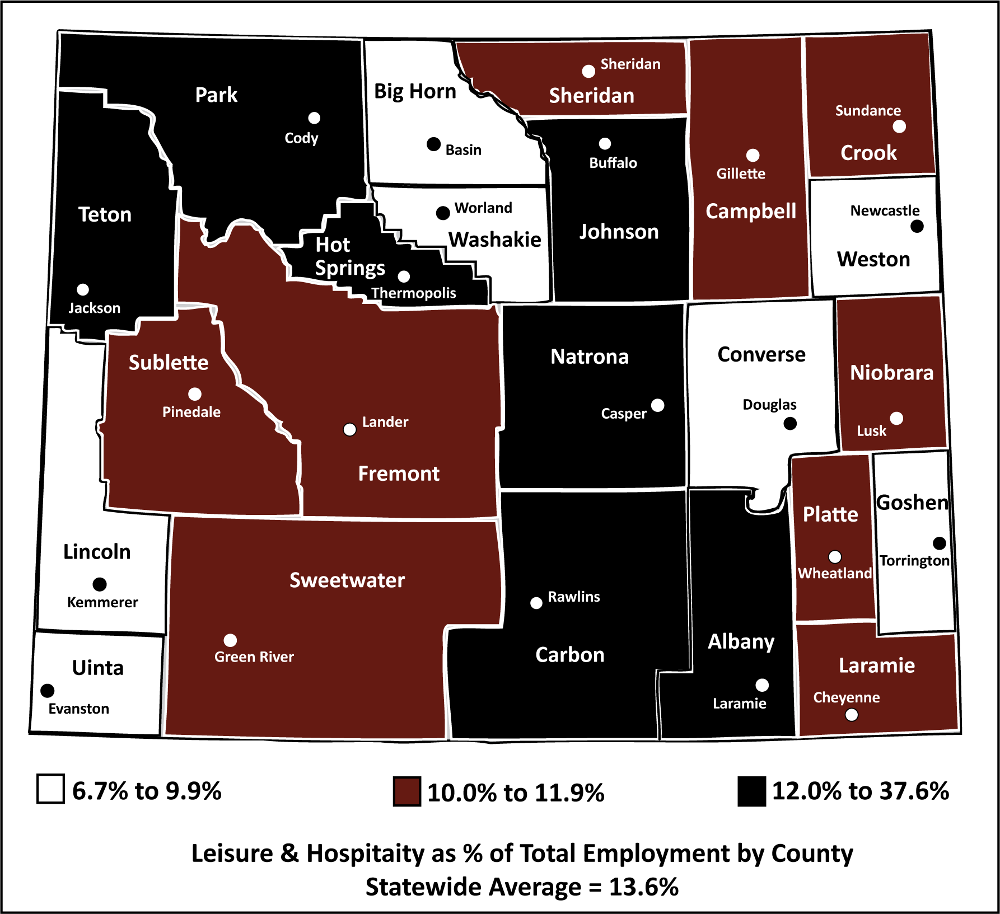 Park
Cody
Big Horn
Basin
Sheridan
Sheridan
Sundance
Crook
Gillette
Campbell
Buffalo
Johnson
Teton
Jackson
Hot
Springs
Thermopolis
Worland
Washakie
Newcastle
Weston
Sublette
Pinedale
Lander
Fremont
Natrona
Casper
Converse
Douglas
Niobrara
Lusk
Lincoln
Kemmerer
Sweetwater
Green River
Rawlins
Carbon
Albany
Laramie
Platte
Wheatland
Goshen
Torrington
Uinta
Evanston
Laramie
Cheyenne
6.7% to 9.9%
10.0% to 11.9%
12.0% to 37.6%
Leisure & Hospitaity as % of Total Employment by County
Statewide Average = 13.6%